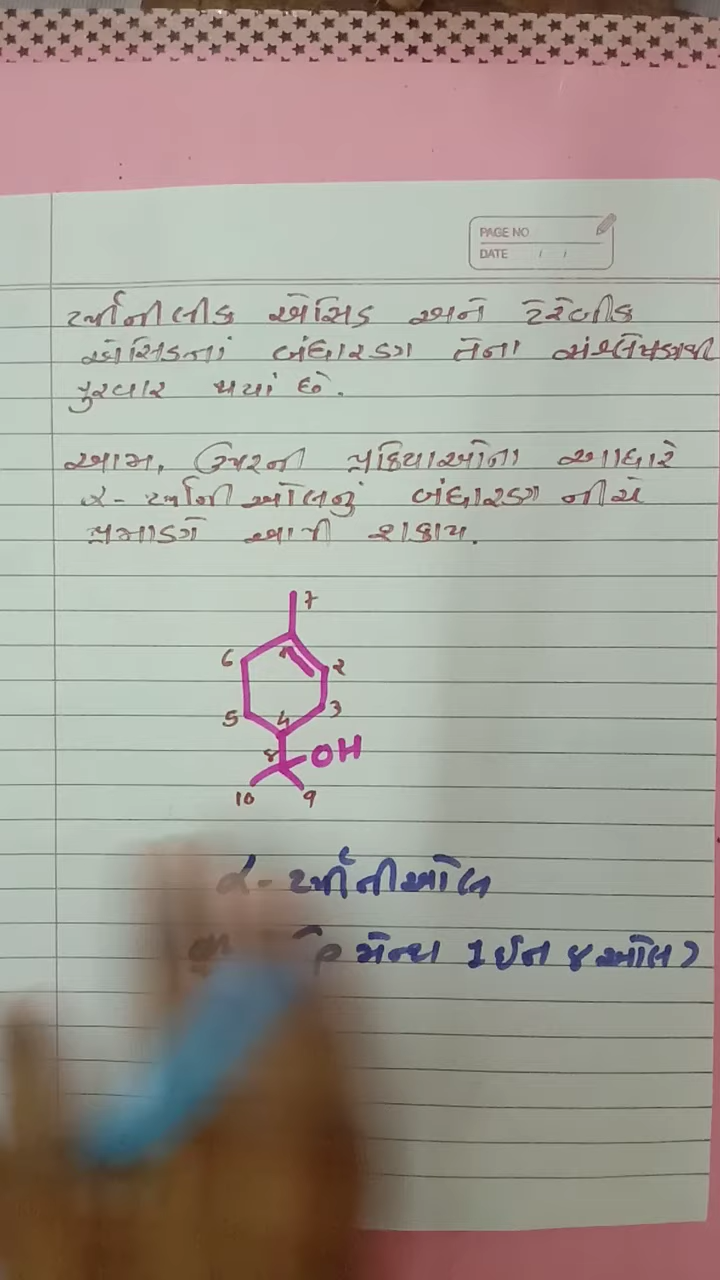 PAGE NO
DATE / /
ટર્પીનીલીક એસિડ અને ટેરેબીક
એસિડનાં બંધારણ તેના સંશ્લેષણથી
પુરવાર થયાં છે.
આમ, ઉપરની પ્રક્રિયાઓના આધારે
α- ટર્પીનીઓલનું બંધારણ નીચે
પ્રમાણે આપી શકાય.
7
6 1 2
5 4 3
8 OH
10 9
α- ટર્પીનીઓલ
P મેન્થ 1 ઈન 8 ઓલ)